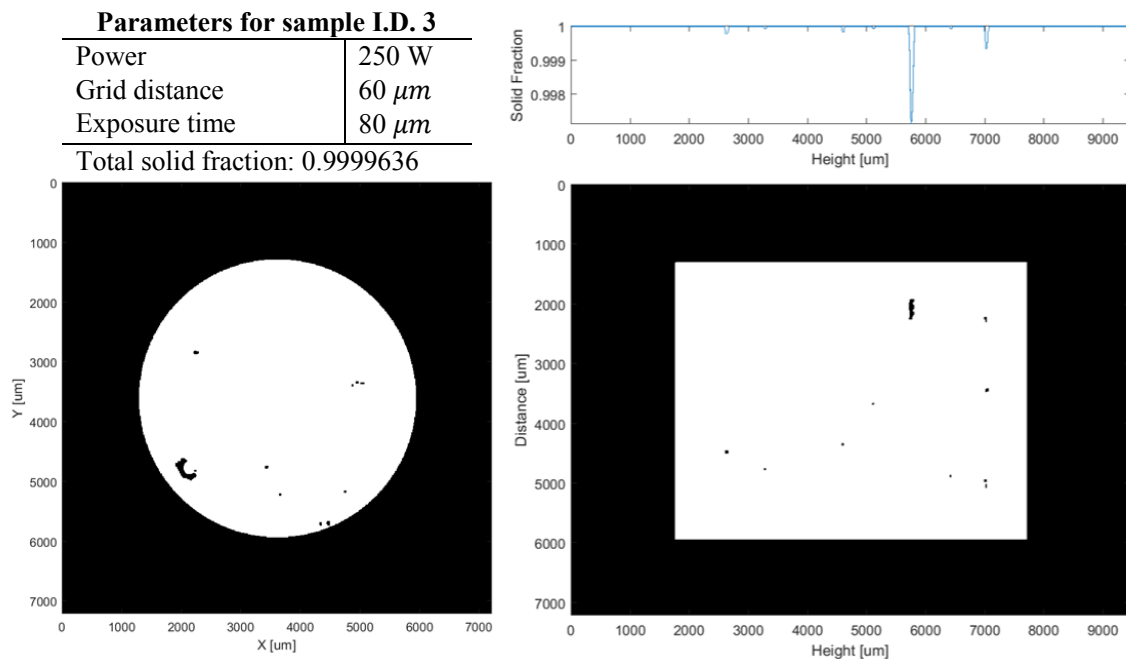 Parameters for sample I.D. 3
Power 250 W
Grid distance 60 μm
Exposure time 80 μm
Total solid fraction: 0.9999636
Solid Fraction
1
0.999
0.998
0 1000 2000 3000 4000 5000 6000 7000 8000 9000
Height [um]
Y [um]
0
1000
2000
3000
4000
5000
6000
7000
0 1000 2000 3000 4000 5000 6000 7000
X [um]
Distance [um]
0
1000
2000
3000
4000
5000
6000
7000
0 1000 2000 3000 4000 5000 6000 7000 8000 9000
Height [um]